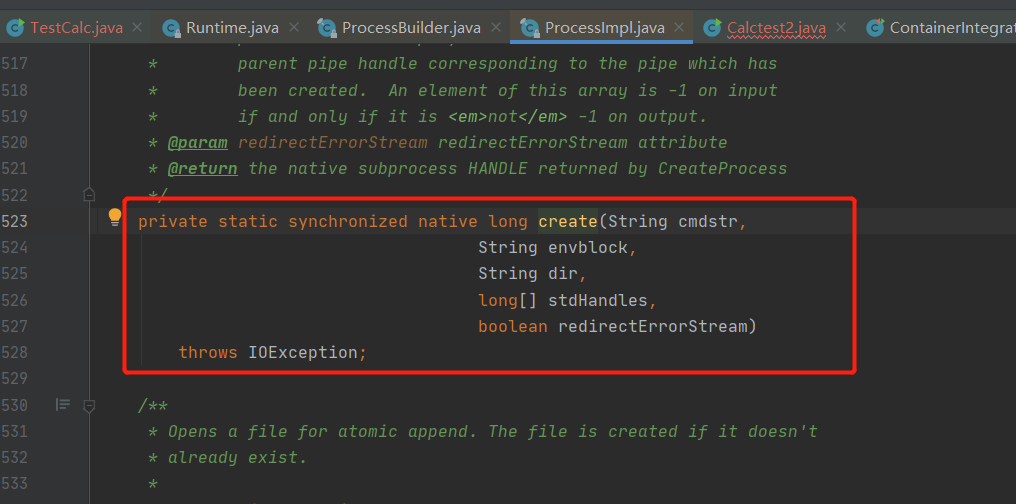 TestCalc.java Runtime.java ProcessBuilder.java ProcessImpl.java Calctest2.java ContainerIntegrat
517 * parent pipe handle corresponding to the pipe which has
518 * been created. An element of this array is -1 on input
519 * if and only if it is <em>not</em> -1 on output.
520 * @param redirectErrorStream redirectErrorStream attribute
521 * @return the native subprocess HANDLE returned by CreateProcess
522 */
523 private static synchronized native long create(String cmdstr,
524 String envblock,
525 String dir,
526 long[] stdHandles,
527 boolean redirectErrorStream)
528 throws IOException;
529
530 /**
531 * Opens a file for atomic append. The file is created if it doesn't
532 * already exist.
533 *